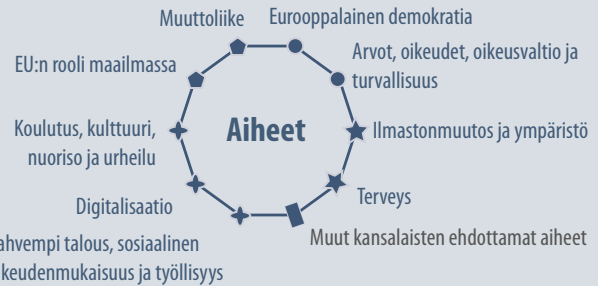 Muuttoliike
Eurooppalainen demokratia
Arvot, oikeudet, oikeusvaltio ja
turvallisuus
EU:n rooli maailmassa
Aiheet
Koulutus, kulttuuri,
nuoriso ja urheilu
Ilmastonmuutos ja ympäristö
Terveys
Digitalisaatio
Muut kansalaisten ehdottamat aiheet
ahvempi talous, sosiaalinen
keudenmukaisuus ja työllisyys